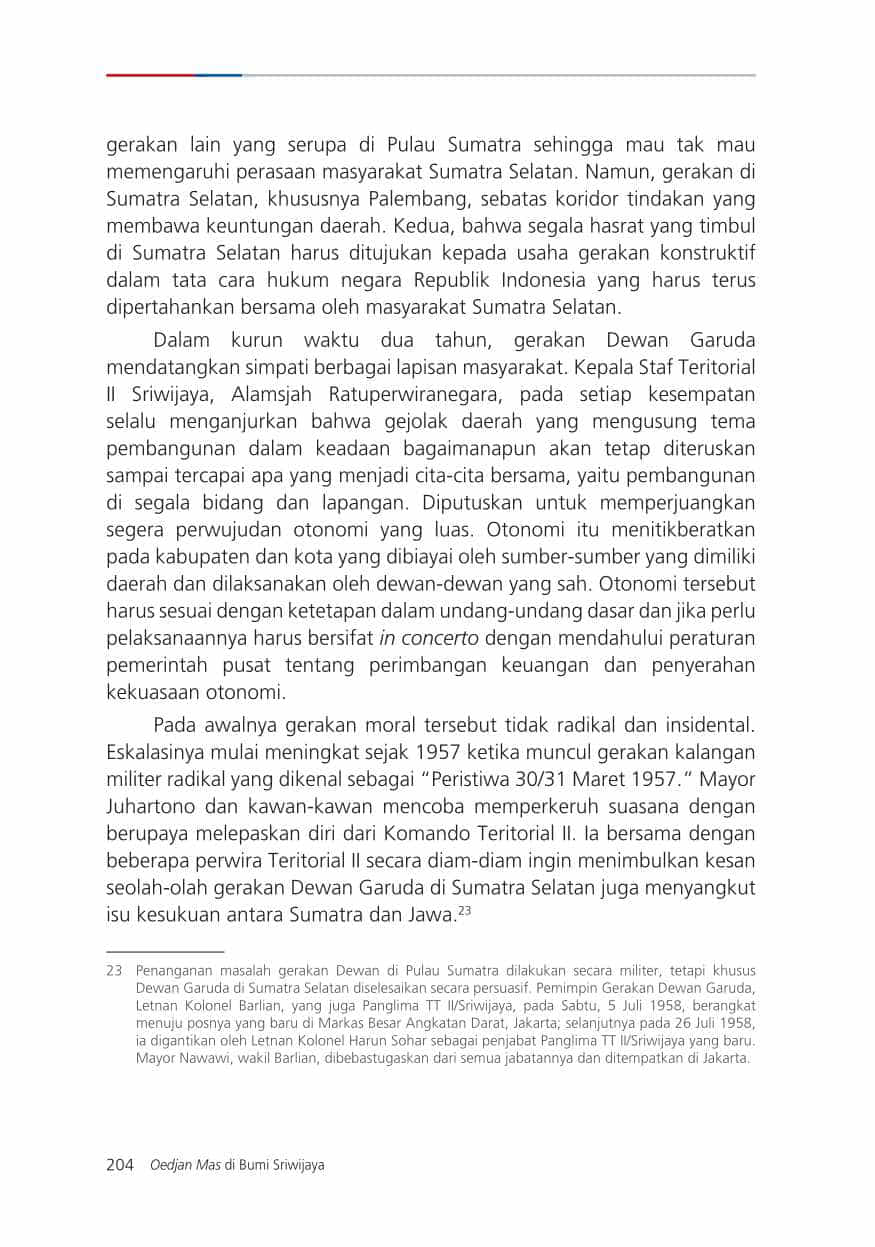 gerakan lain yang serupa di Pulau Sumatra sehingga mau tak mau
memengaruhi perasaan masyarakat Sumatra Selatan. Namun, gerakan di
Sumatra Selatan, khususnya Palembang, sebatas koridor tindakan yang
membawa keuntungan daerah. Kedua, bahwa segala hasrat yang timbul
di Sumatra Selatan harus ditujukan kepada usaha gerakan konstruktif
dalam tata cara hukum negara Republik Indonesia yang harus terus
dipertahankan bersama oleh masyarakat Sumatra Selatan.
Dalam kurun waktu dua tahun, gerakan Dewan Garuda
mendatangkan simpati berbagai lapisan masyarakat. Kepala Staf Teritorial
II Sriwijaya, Alamsjah Ratuperwiranegara, pada setiap kesempatan
selalu menganjurkan bahwa gejolak daerah yang mengusung tema
pembangunan dalam keadaan bagaimanapun akan tetap diteruskan
sampai tercapai apa yang menjadi cita-cita bersama, yaitu pembangunan
di segala bidang dan lapangan. Diputuskan untuk memperjuangkan
segera perwujudan otonomi yang luas. Otonomi itu menitikberatkan
pada kabupaten dan kota yang dibiayai oleh sumber-sumber yang dimiliki
daerah dan dilaksanakan oleh dewan-dewan yang sah. Otonomi tersebut
harus sesuai dengan ketetapan dalam undang-undang dasar dan jika perlu
pelaksanaannya harus bersifat in concerto dengan mendahului peraturan
pemerintah pusat tentang perimbangan keuangan dan penyerahan
kekuasaan otonomi.
Pada awalnya gerakan moral tersebut tidak radikal dan insidental.
Eskalasinya mulai meningkat sejak 1957 ketika muncul gerakan kalangan
militer radikal yang dikenal sebagai “Peristiwa 30/31 Maret 1957.” Mayor
Juhartono dan kawan-kawan mencoba memperkeruh suasana dengan
berupaya melepaskan diri dari Komando Teritorial II. Ia bersama dengan
beberapa perwira Teritorial II secara diam-diam ingin menimbulkan kesan
seolah-olah gerakan Dewan Garuda di Sumatra Selatan juga menyangkut
isu kesukuan antara Sumatra dan Jawa.23
23 Penanganan masalah gerakan Dewan di Pulau Sumatra dilakukan secara militer, tetapi khusus
Dewan Garuda di Sumatra Selatan diselesaikan secara persuasif. Pemimpin Gerakan Dewan Garuda,
Letnan Kolonel Barlian, yang juga Panglima TT II/Sriwijaya, pada Sabtu, 5 Juli 1958, berangkat
menuju posnya yang baru di Markas Besar Angkatan Darat, Jakarta; selanjutnya pada 26 Juli 1958,
ia digantikan oleh Letnan Kolonel Harun Sohar sebagai penjabat Panglima TT II/Sriwijaya yang baru.
Mayor Nawawi, wakil Barlian, dibebastugaskan dari semua jabatannya dan ditempatkan di Jakarta.
204 Oedjan Mas di Bumi Sriwijaya